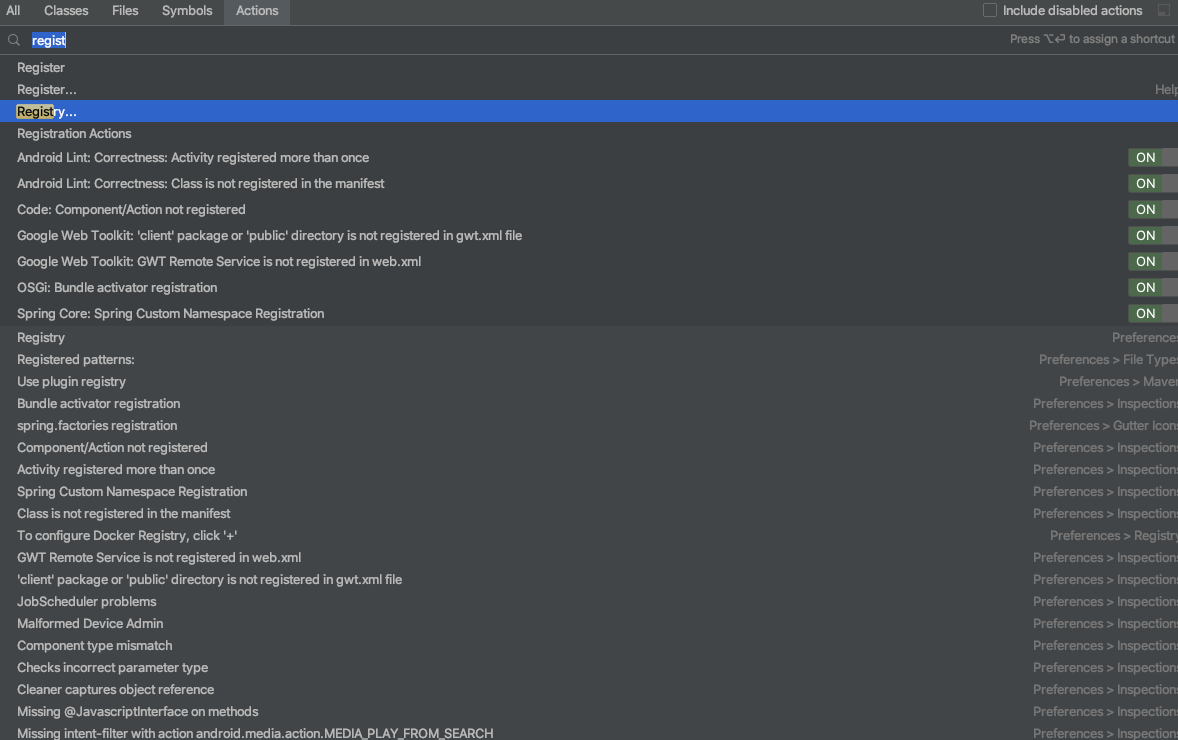 All Classes Files Symbols Actions Include disabled actions
regist Press ⌥⏎ to assign a shortcut
Register
Register... Help
Registry...
Registration Actions
Android Lint: Correctness: Activity registered more than once ON
Android Lint: Correctness: Class is not registered in the manifest ON
Code: Component/Action not registered ON
Google Web Toolkit: 'client' package or 'public' directory is not registered in gwt.xml file ON
Google Web Toolkit: GWT Remote Service is not registered in web.xml ON
OSGi: Bundle activator registration ON
Spring Core: Spring Custom Namespace Registration ON
Registry Preferences
Registered patterns: Preferences > File Types
Use plugin registry Preferences > Maven
Bundle activator registration Preferences > Inspections
spring.factories registration Preferences > Gutter Icons
Component/Action not registered Preferences > Inspections
Activity registered more than once Preferences > Inspections
Spring Custom Namespace Registration Preferences > Inspections
Class is not registered in the manifest Preferences > Inspections
To configure Docker Registry, click '+' Preferences > Registry
GWT Remote Service is not registered in web.xml Preferences > Inspections
'client' package or 'public' directory is not registered in gwt.xml file Preferences > Inspections
JobScheduler problems Preferences > Inspections
Malformed Device Admin Preferences > Inspections
Component type mismatch Preferences > Inspections
Checks incorrect parameter type Preferences > Inspections
Cleaner captures object reference Preferences > Inspections
Missing @JavascriptInterface on methods Preferences > Inspections
Missing intent-filter with action android.media.action.MEDIA_PLAY_FROM_SEARCH Preferences > Inspections